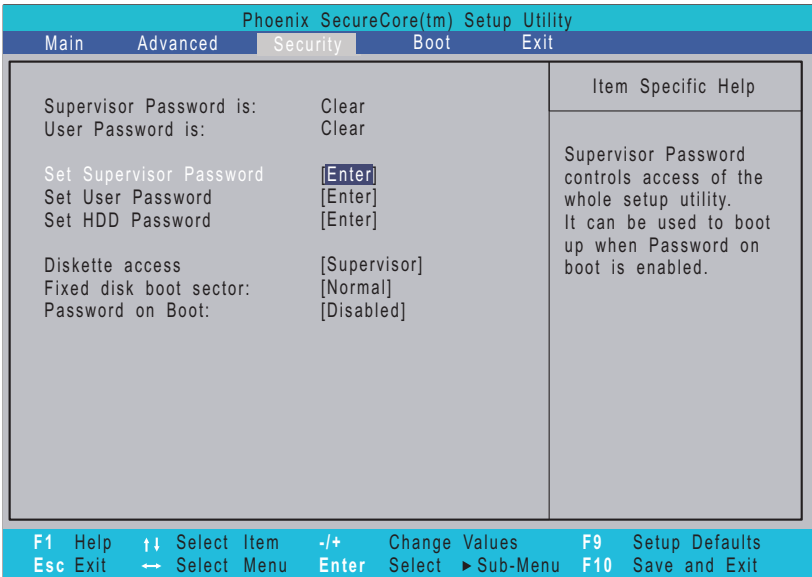 Phoenix SecureCore(tm) Setup Utility
Main Advanced Security Boot Exit
Supervisor Password is: Clear
User Password is: Clear
Set Supervisor Password [Enter]
Set User Password [Enter]
Set HDD Password [Enter]
Diskette access [Supervisor]
Fixed disk boot sector: [Normal]
Password on Boot: [Disabled]
Item Specific Help
Supervisor Password
controls access of the
whole setup utility.
It can be used to boot
up when Password on
boot is enabled.
F1 Help ↑↓ Select Item -/+ Change Values F9 Setup Defaults
Esc Exit ↔ Select Menu Enter Select ▶Sub-Menu F10 Save and Exit